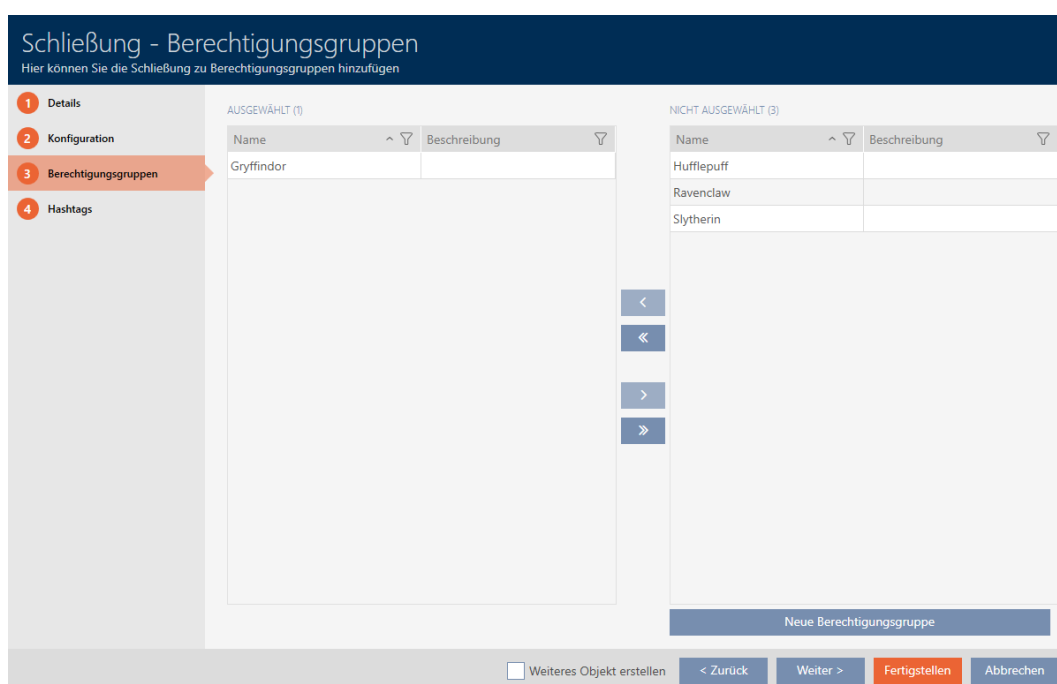 Schließung - Berechtigungsgruppen
Hier können Sie die Schließung zu Berechtigungsgruppen hinzufügen
1 Details
2 Konfiguration
3 Berechtigungsgruppen
4 Hashtags
AUSGEWÄHLT (1)
Name Beschreibung
Gryffindor
NICHT AUSGEWÄHLT (3)
Name Beschreibung
Hufflepuff
Ravenclaw
Slytherin
Neue Berechtigungsgruppe
Weiteres Objekt erstellen < Zurück Weiter > Fertigstellen Abbrechen